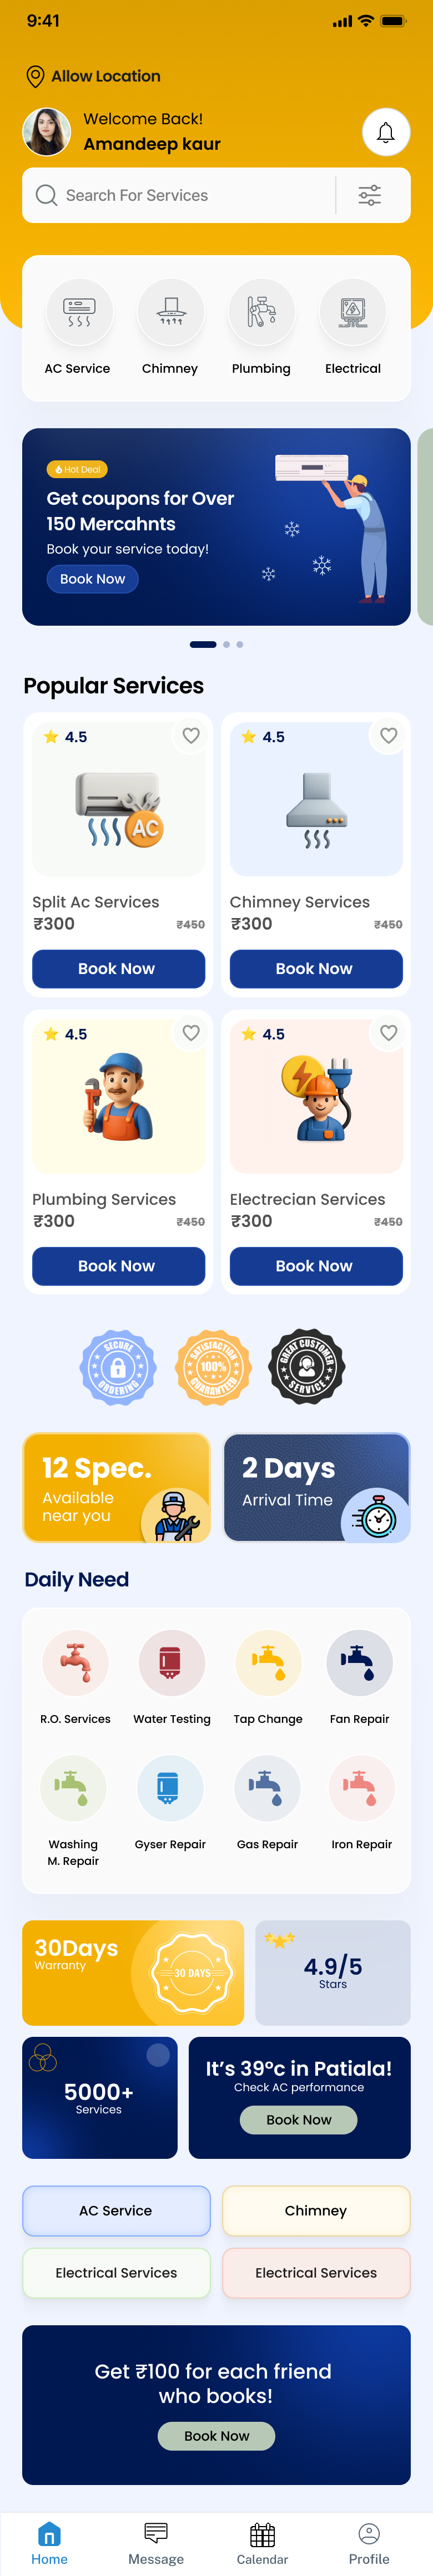 9:41
Allow Location
Welcome Back!
Amandeep kaur
Search For Services
AC Service
Chimney
Plumbing
Electrical
Hot Deal
Get coupons for Over
150 Mercahnts
Book your service today!
Book Now
Popular Services
4.5
4.5
AC
Split Ac Services
Chimney Services
₹300
₹450
₹300
₹450
Book Now
Book Now
4.5
4.5
Plumbing Services
Electrecian Services
₹300
₹450
₹300
₹450
Book Now
Book Now
SECURE
ORDERING
SATISFACTION
100%
GUARANTEED
GREAT CUSTOMER
SERVICE
12 Spec.
Available
near you
2 Days
Arrival Time
Daily Need
R.O. Services
Water Testing
Tap Change
Fan Repair
Washing
M. Repair
Gyser Repair
Gas Repair
Iron Repair
30Days
Warranty
30 DAYS
4.9/5
Stars
5000+
Services
It's 39°c in Patiala!
Check AC performance
Book Now
AC Service
Chimney
Electrical Services
Electrical Services
Get ₹100 for each friend
who books!
Book Now
Home
Message
Calendar
Profile